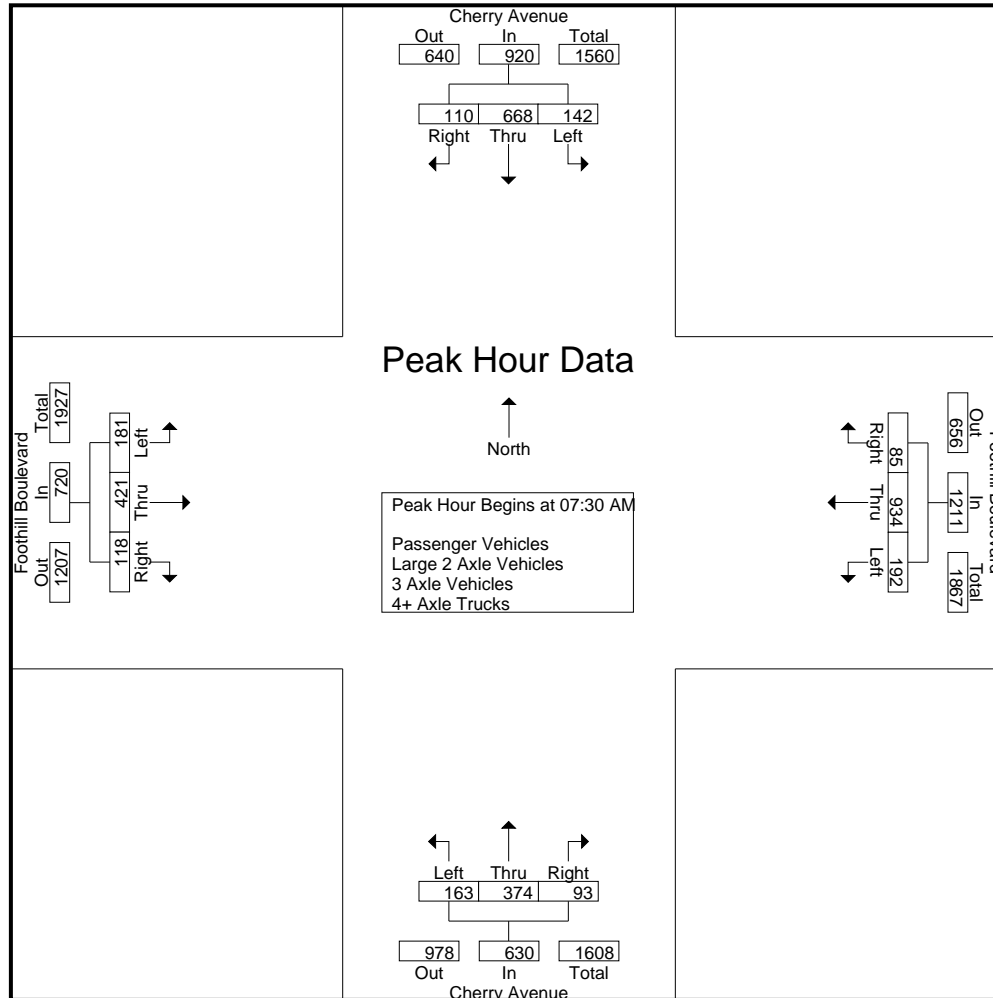 Cherry Avenue
Out In Total
640 920 1560
110 668 142
Right Thru Left
Peak Hour Data
North
Peak Hour Begins at 07:30 AM
Passenger Vehicles
Large 2 Axle Vehicles
3 Axle Vehicles
4+ Axle Trucks
Foothill Boulevard
Out In Total
1207 720 1927
118 421 181
Right Thru Left
Out In Total
656 1211 1867
85 934 192
Right Thru Left
Left Thru Right
163 374 93
978 630 1608
Out In Total
Cherry Avenue